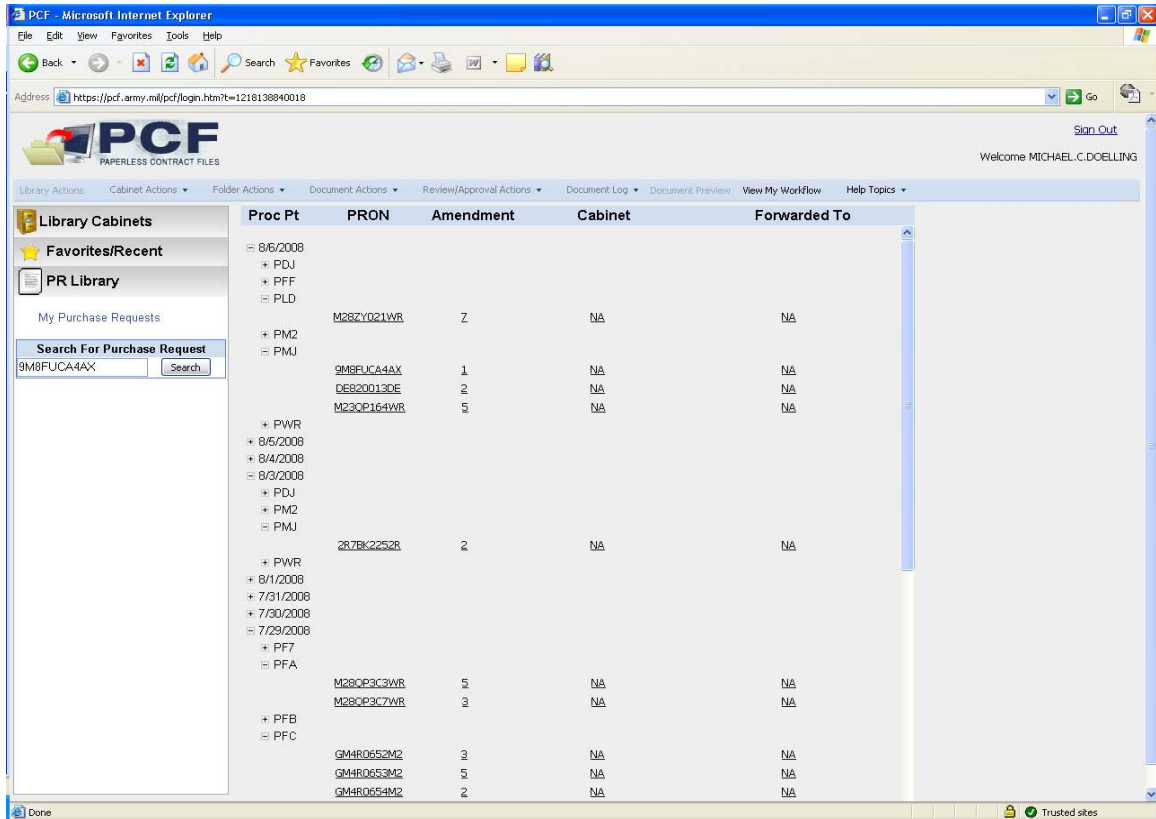 PCF - Microsoft Internet Explorer
File Edit View Favorites Tools Help
Back Search Favorites
Address https://pcf.army.mil/pcf/login.htm?t=1218138840018 Go
PCF
PAPERLESS CONTRACT FILES
Sign Out
Welcome MICHAEL.C.DOELLING
Library Actions Cabinet Actions Folder Actions Document Actions Review/Approval Actions Document Log Document Preview View My Workflow Help Topics
Library Cabinets
Favorites/Recent
PR Library
My Purchase Requests
Search For Purchase Request
9M8FUCA4AX Search
Proc Pt PRON Amendment Cabinet Forwarded To
8/6/2008
PDJ
PFF
PLD
M28ZY021WR 7 NA NA
PM2
PMJ
9M8FUCA4AX 1 NA NA
DE820013DE 2 NA NA
M23QP164WR 5 NA NA
PWR
8/5/2008
8/4/2008
8/3/2008
PDJ
PM2
PMJ
2R7BK2252R 2 NA NA
PWR
8/1/2008
7/31/2008
7/30/2008
7/29/2008
PF7
PFA
M28QP3C3WR 5 NA NA
M28QP3C7WR 3 NA NA
PFB
PFC
GM4R0652M2 3 NA NA
GM4R0653M2 5 NA NA
GM4R0654M2 2 NA NA
Done Trusted sites